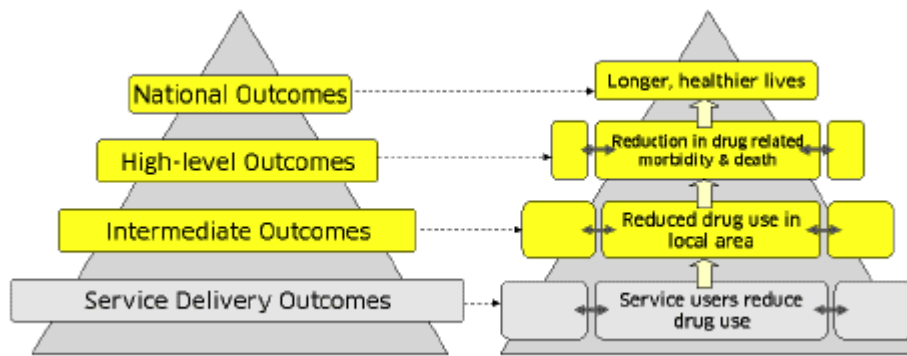 National Outcomes
High-level Outcomes
Intermediate Outcomes
Service Delivery Outcomes
Longer, healthier lives
Reduction in drug related
morbidity & death
Reduced drug use in
local area
Service users reduce
drug use